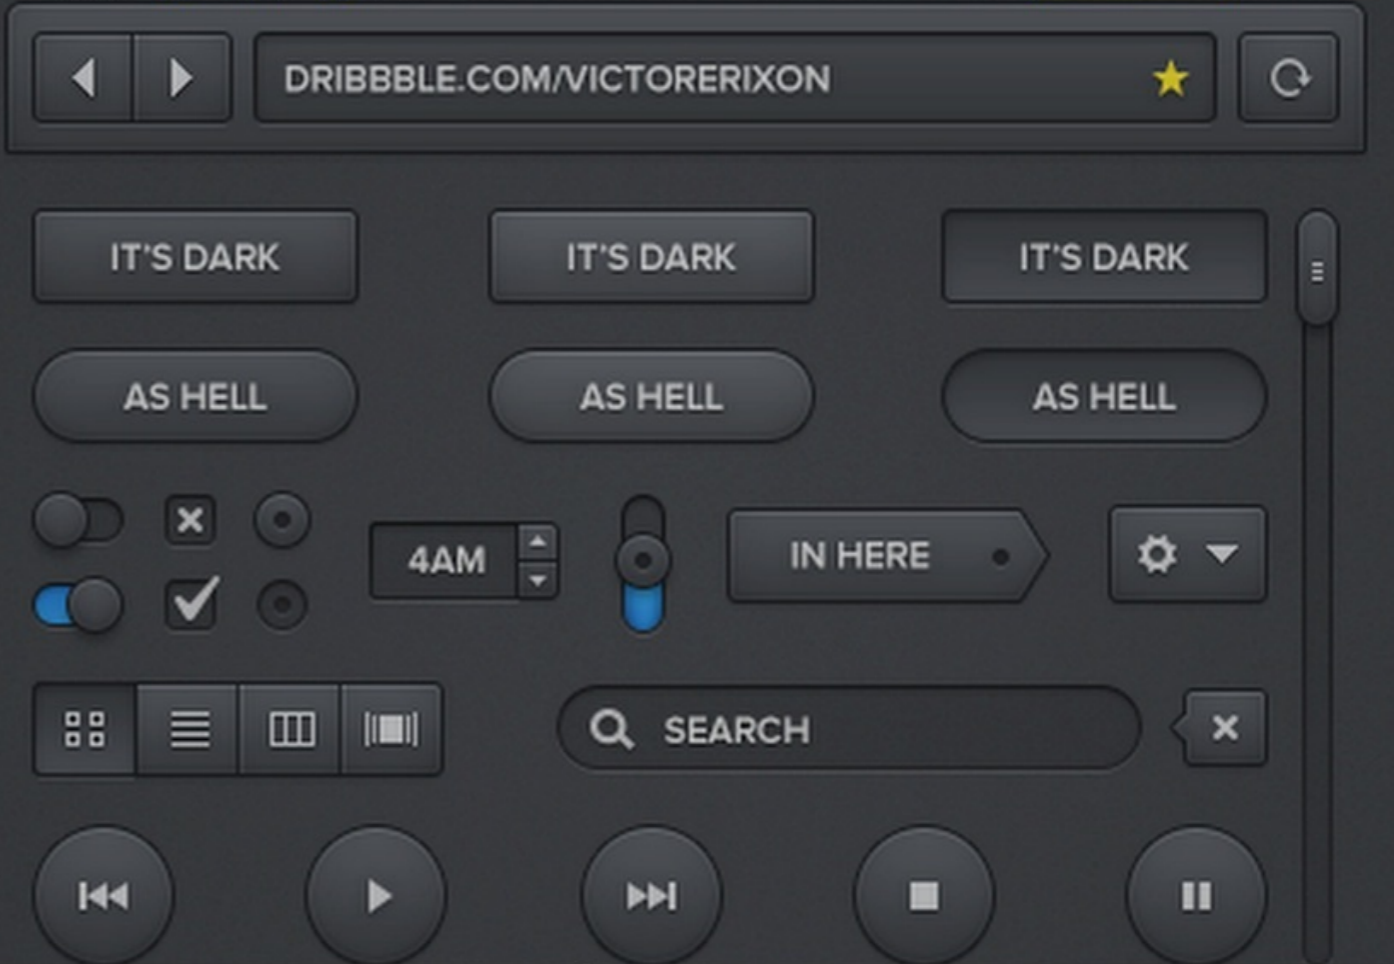 DRIBBBLE.COM/VICTORERIXON
IT'S DARK IT'S DARK IT'S DARK
AS HELL AS HELL AS HELL
4AM IN HERE
SEARCH